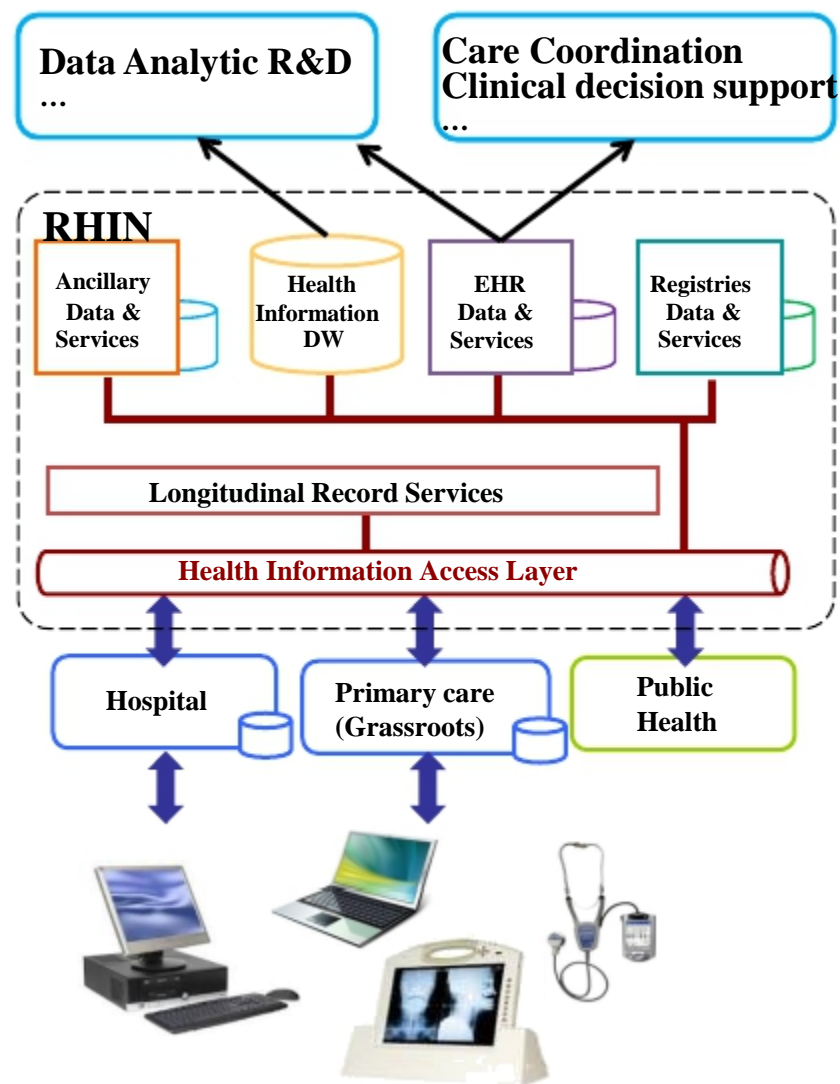 Data Analytic R&D
...
Care Coordination
Clinical decision support
...
RHIN
Ancillary
Data &
Services
Health
Information
DW
EHR
Data &
Services
Registries
Data &
Services
Longitudinal Record Services
Health Information Access Layer
Hospital
Primary care
(Grassroots)
Public
Health